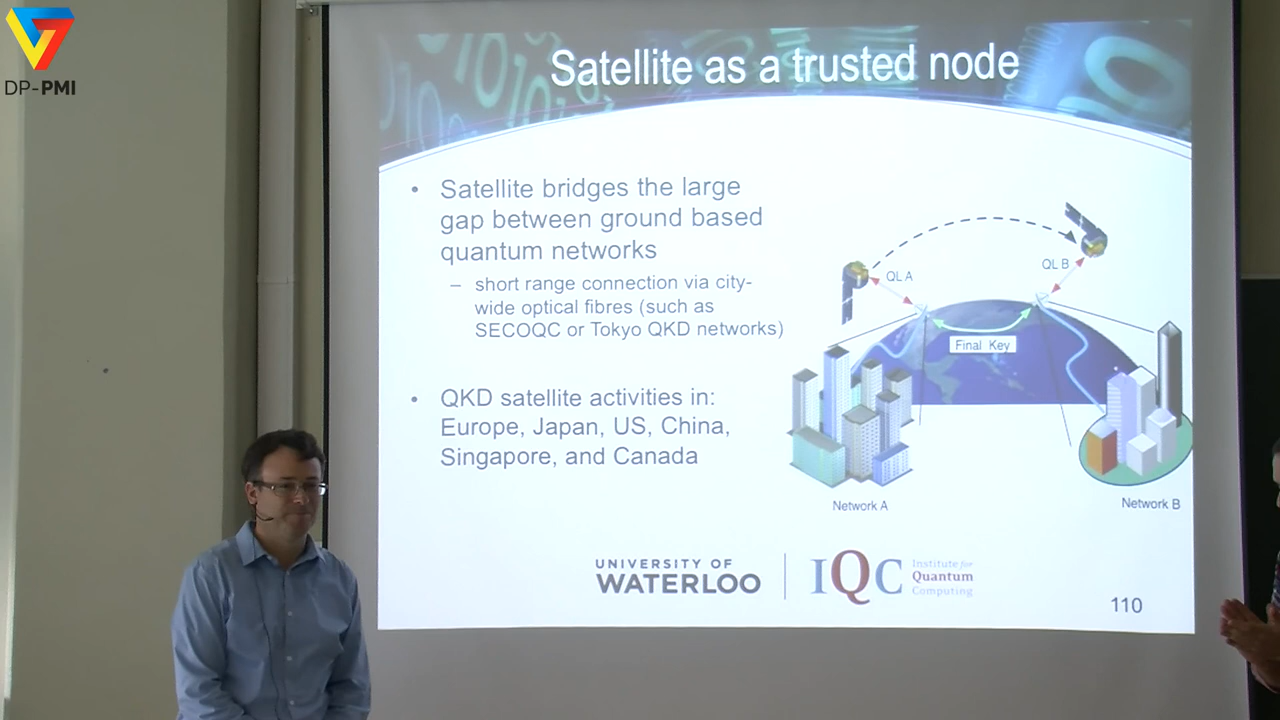 DP-PMI
Satellite as a trusted node
• Satellite bridges the large
gap between ground based
quantum networks
– short range connection via city-
wide optical fibres (such as
SECOQC or Tokyo QKD networks)
• QKD satellite activities in:
Europe, Japan, US, China,
Singapore, and Canada
QL A
QL B
Final Key
Network A
Network B
UNIVERSITY OF
WATERLOO
IQC
Institute for
Quantum
Computing
110